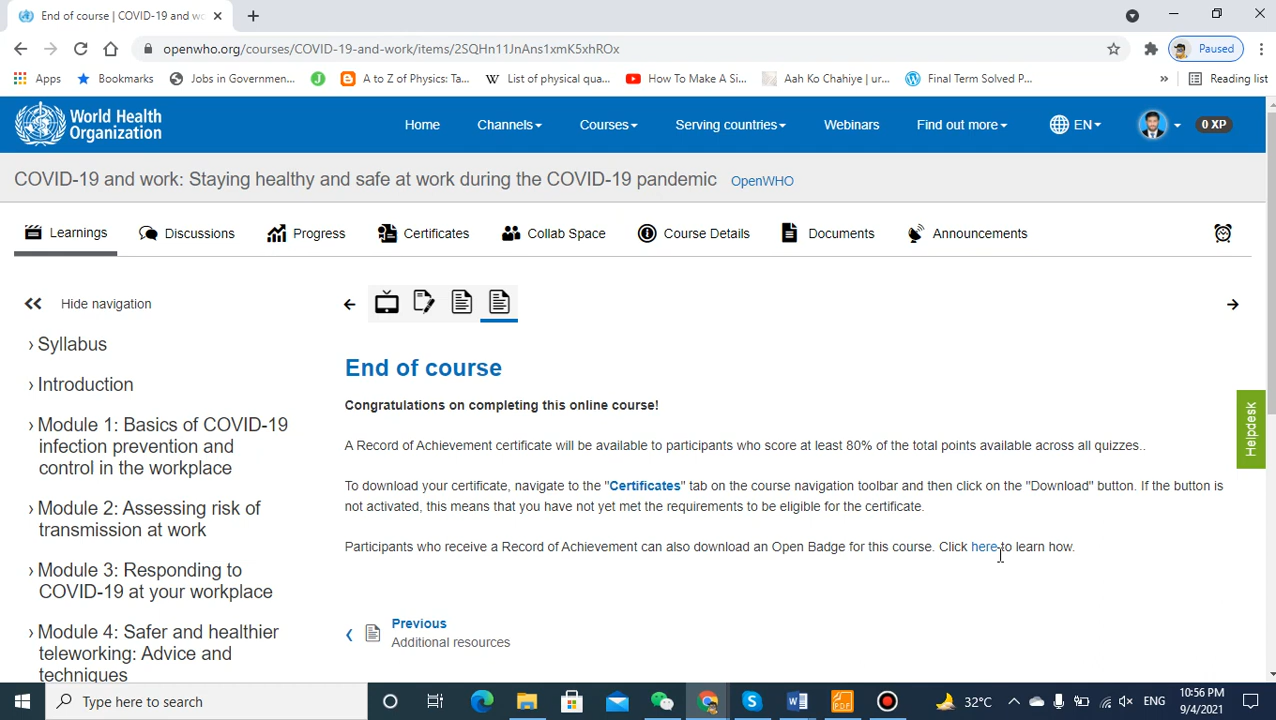 End of course | COVID-19 and wo
Paused
openwho.org/courses/COVID-19-and-work/items/2SQHn11JnAns1xmK5xhROx
Apps
Bookmarks
Jobs in Governmen...
A to Z of Physics: Ta...
List of physical qua...
How To Make A Si...
Aah Ko Chahiye | ur...
Final Term Solved P...
»
Reading list
World Health
Organization
Home
Channels
Courses
Serving countries
Webinars
Find out more
EN
0 XP
COVID-19 and work: Staying healthy and safe at work during the COVID-19 pandemic OpenWHO
Learnings
Discussions
Progress
Certificates
Collab Space
Course Details
Documents
Announcements
Hide navigation
› Syllabus
› Introduction
› Module 1: Basics of COVID-19
infection prevention and
control in the workplace
› Module 2: Assessing risk of
transmission at work
› Module 3: Responding to
COVID-19 at your workplace
› Module 4: Safer and healthier
teleworking: Advice and
techniques
End of course
Congratulations on completing this online course!
A Record of Achievement certificate will be available to participants who score at least 80% of the total points available across all quizzes..
To download your certificate, navigate to the "Certificates" tab on the course navigation toolbar and then click on the "Download" button. If the button is
not activated, this means that you have not yet met the requirements to be eligible for the certificate.
Participants who receive a Record of Achievement can also download an Open Badge for this course. Click here to learn how.
Previous
Additional resources
Helpdesk
Type here to search
PDF
32°C
ENG
10:56 PM
9/4/2021